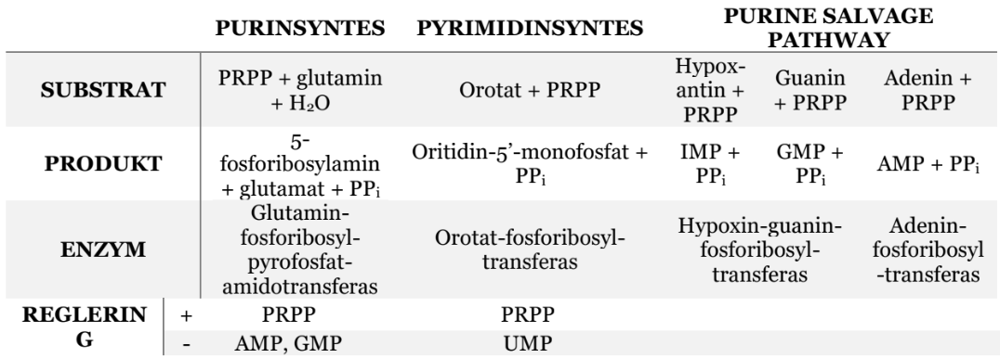 PURINSYNTES PYRIMIDINSYNTES PURINE SALVAGE
PATHWAY
SUBSTRAT PRPP + glutamin
+ H₂O Orotat + PRPP Hypox-
antin +
PRPP Guanin
+ PRPP Adenin +
PRPP
PRODUKT 5-
fosforibosylamin
+ glutamat + PPᵢ Oritidin-5’-monofosfat +
PPᵢ IMP +
PPᵢ GMP +
PPᵢ AMP + PPᵢ
ENZYM Glutamin-
fosforibosyl-
pyrofosfat-
amidotransferas Orotat-fosforibosyl-
transferas Hypoxin-guanin-
fosforibosyl-
transferas Adenin-
fosforibosyl
-transferas
REGLERIN
G + PRPP PRPP
- AMP, GMP UMP